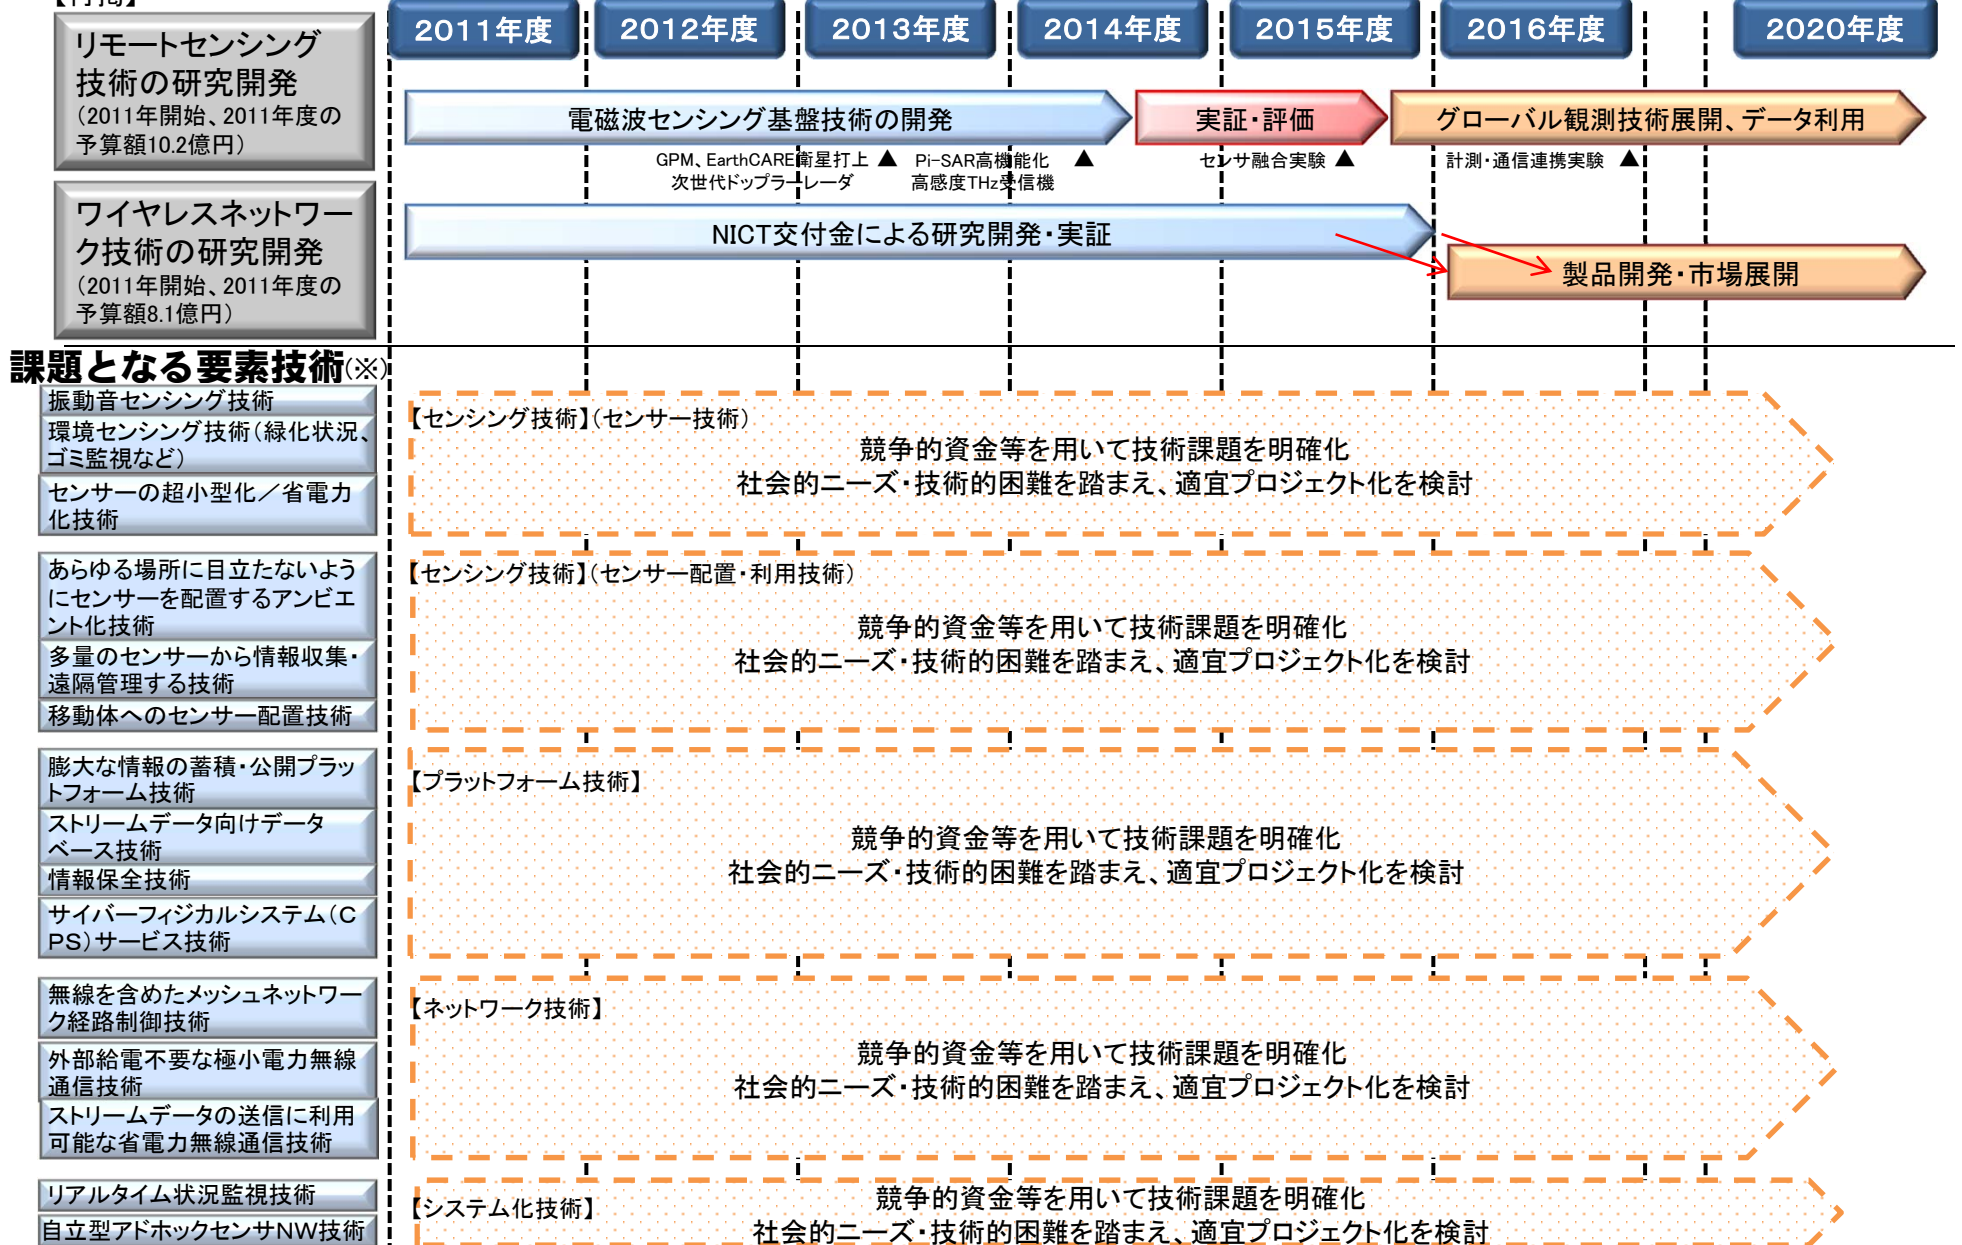 2011年度
2012年度
2013年度
2014年度
2015年度
2016年度
2020年度
リモートセンシング
技術の研究開発
(2011年開始、2011年度の
予算額10.2億円)
電磁波センシング基盤技術の開発
実証・評価
グローバル観測技術展開、データ利用
GPM、EarthCARE衛星打上 ▲
次世代ドップラーレーダ
Pi-SAR高機能化 ▲
高感度THz受信機
センサ融合実験 ▲
計測・通信連携実験 ▲
ワイヤレスネットワー
ク技術の研究開発
(2011年開始、2011年度の
予算額8.1億円)
NICT交付金による研究開発・実証
製品開発・市場展開
課題となる要素技術(※)
振動音センシング技術
環境センシング技術(緑化状況、
ゴミ監視など)
センサーの超小型化/省電力
化技術
【センシング技術】(センサー技術)
競争的資金等を用いて技術課題を明確化
社会的ニーズ・技術的困難を踏まえ、適宜プロジェクト化を検討
あらゆる場所に目立たないよう
にセンサーを配置するアンビエ
ント化技術
多量のセンサーから情報収集・
遠隔管理する技術
移動体へのセンサー配置技術
【センシング技術】(センサー配置・利用技術)
競争的資金等を用いて技術課題を明確化
社会的ニーズ・技術的困難を踏まえ、適宜プロジェクト化を検討
膨大な情報の蓄積・公開プラッ
トフォーム技術
ストリームデータ向けデータ
ベース技術
情報保全技術
サイバーフィジカルシステム(C
PS)サービス技術
【プラットフォーム技術】
競争的資金等を用いて技術課題を明確化
社会的ニーズ・技術的困難を踏まえ、適宜プロジェクト化を検討
無線を含めたメッシュネットワー
ク経路制御技術
外部給電不要な極小電力無線
通信技術
ストリームデータの送信に利用
可能な省電力無線通信技術
【ネットワーク技術】
競争的資金等を用いて技術課題を明確化
社会的ニーズ・技術的困難を踏まえ、適宜プロジェクト化を検討
リアルタイム状況監視技術
自立型アドホックセンサNW技術
【システム化技術】
競争的資金等を用いて技術課題を明確化
社会的ニーズ・技術的困難を踏まえ、適宜プロジェクト化を検討